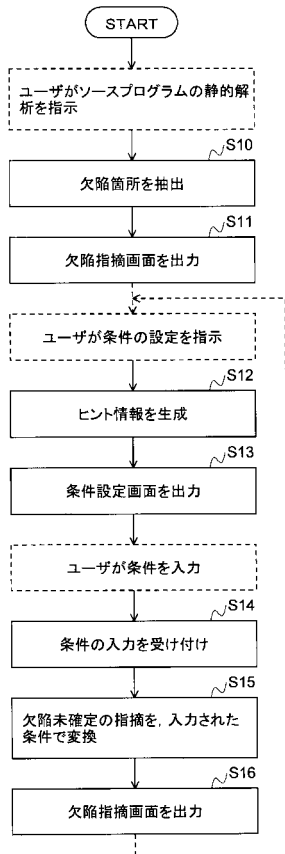 START
ユーザがソースプログラムの静的解
析を指示
S10
欠陥箇所を抽出
S11
欠陥指摘画面を出力
ユーザが条件の設定を指示
S12
ヒント情報を生成
S13
条件設定画面を出力
ユーザが条件を入力
S14
条件の入力を受け付け
S15
欠陥未確定の指摘を，入力された
条件で変換
S16
欠陥指摘画面を出力